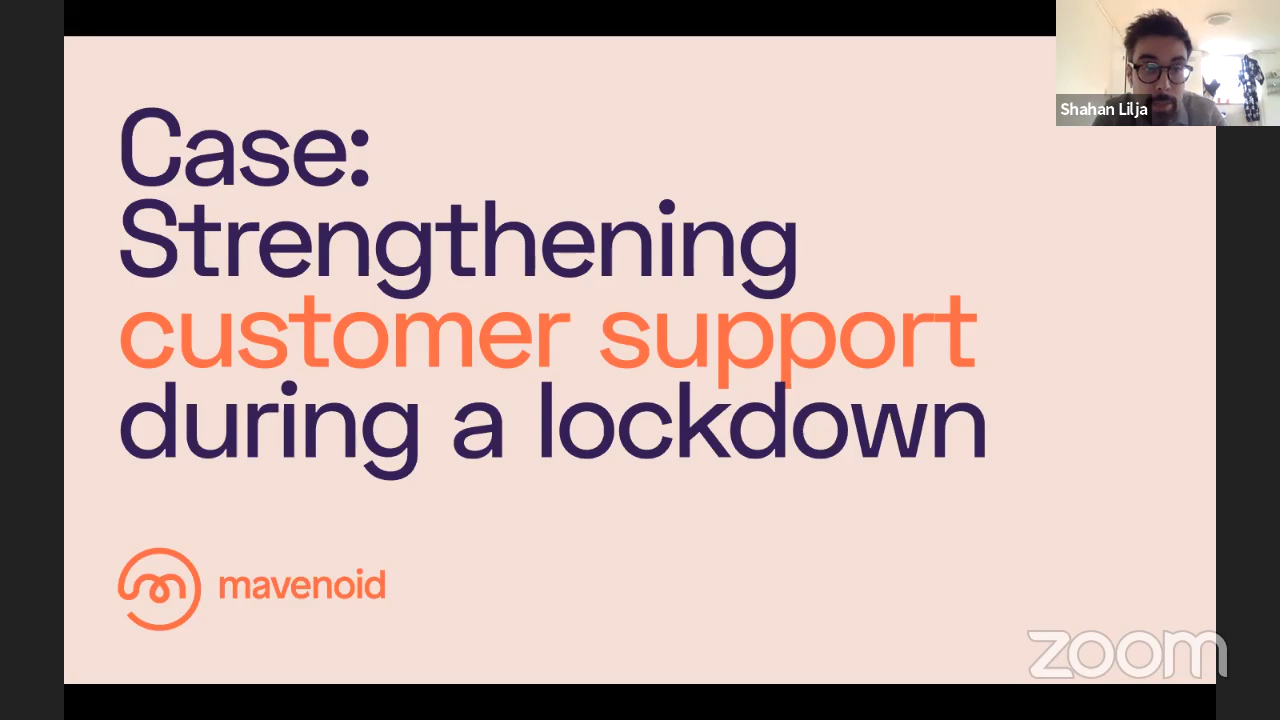 Case:
Strengthening
customer support
during a lockdown
mavenoid
Shahan Lilja
zoom